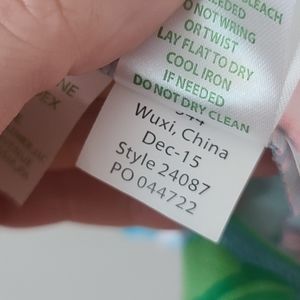 BLEACH
NEEDED
DO NOT WRING
OR TWIST
LAY FLAT TO DRY
COOL IRON
IF NEEDED
DO NOT DRY CLEAN
Wuxi, China
Dec-15
Style 24087
PO 044722